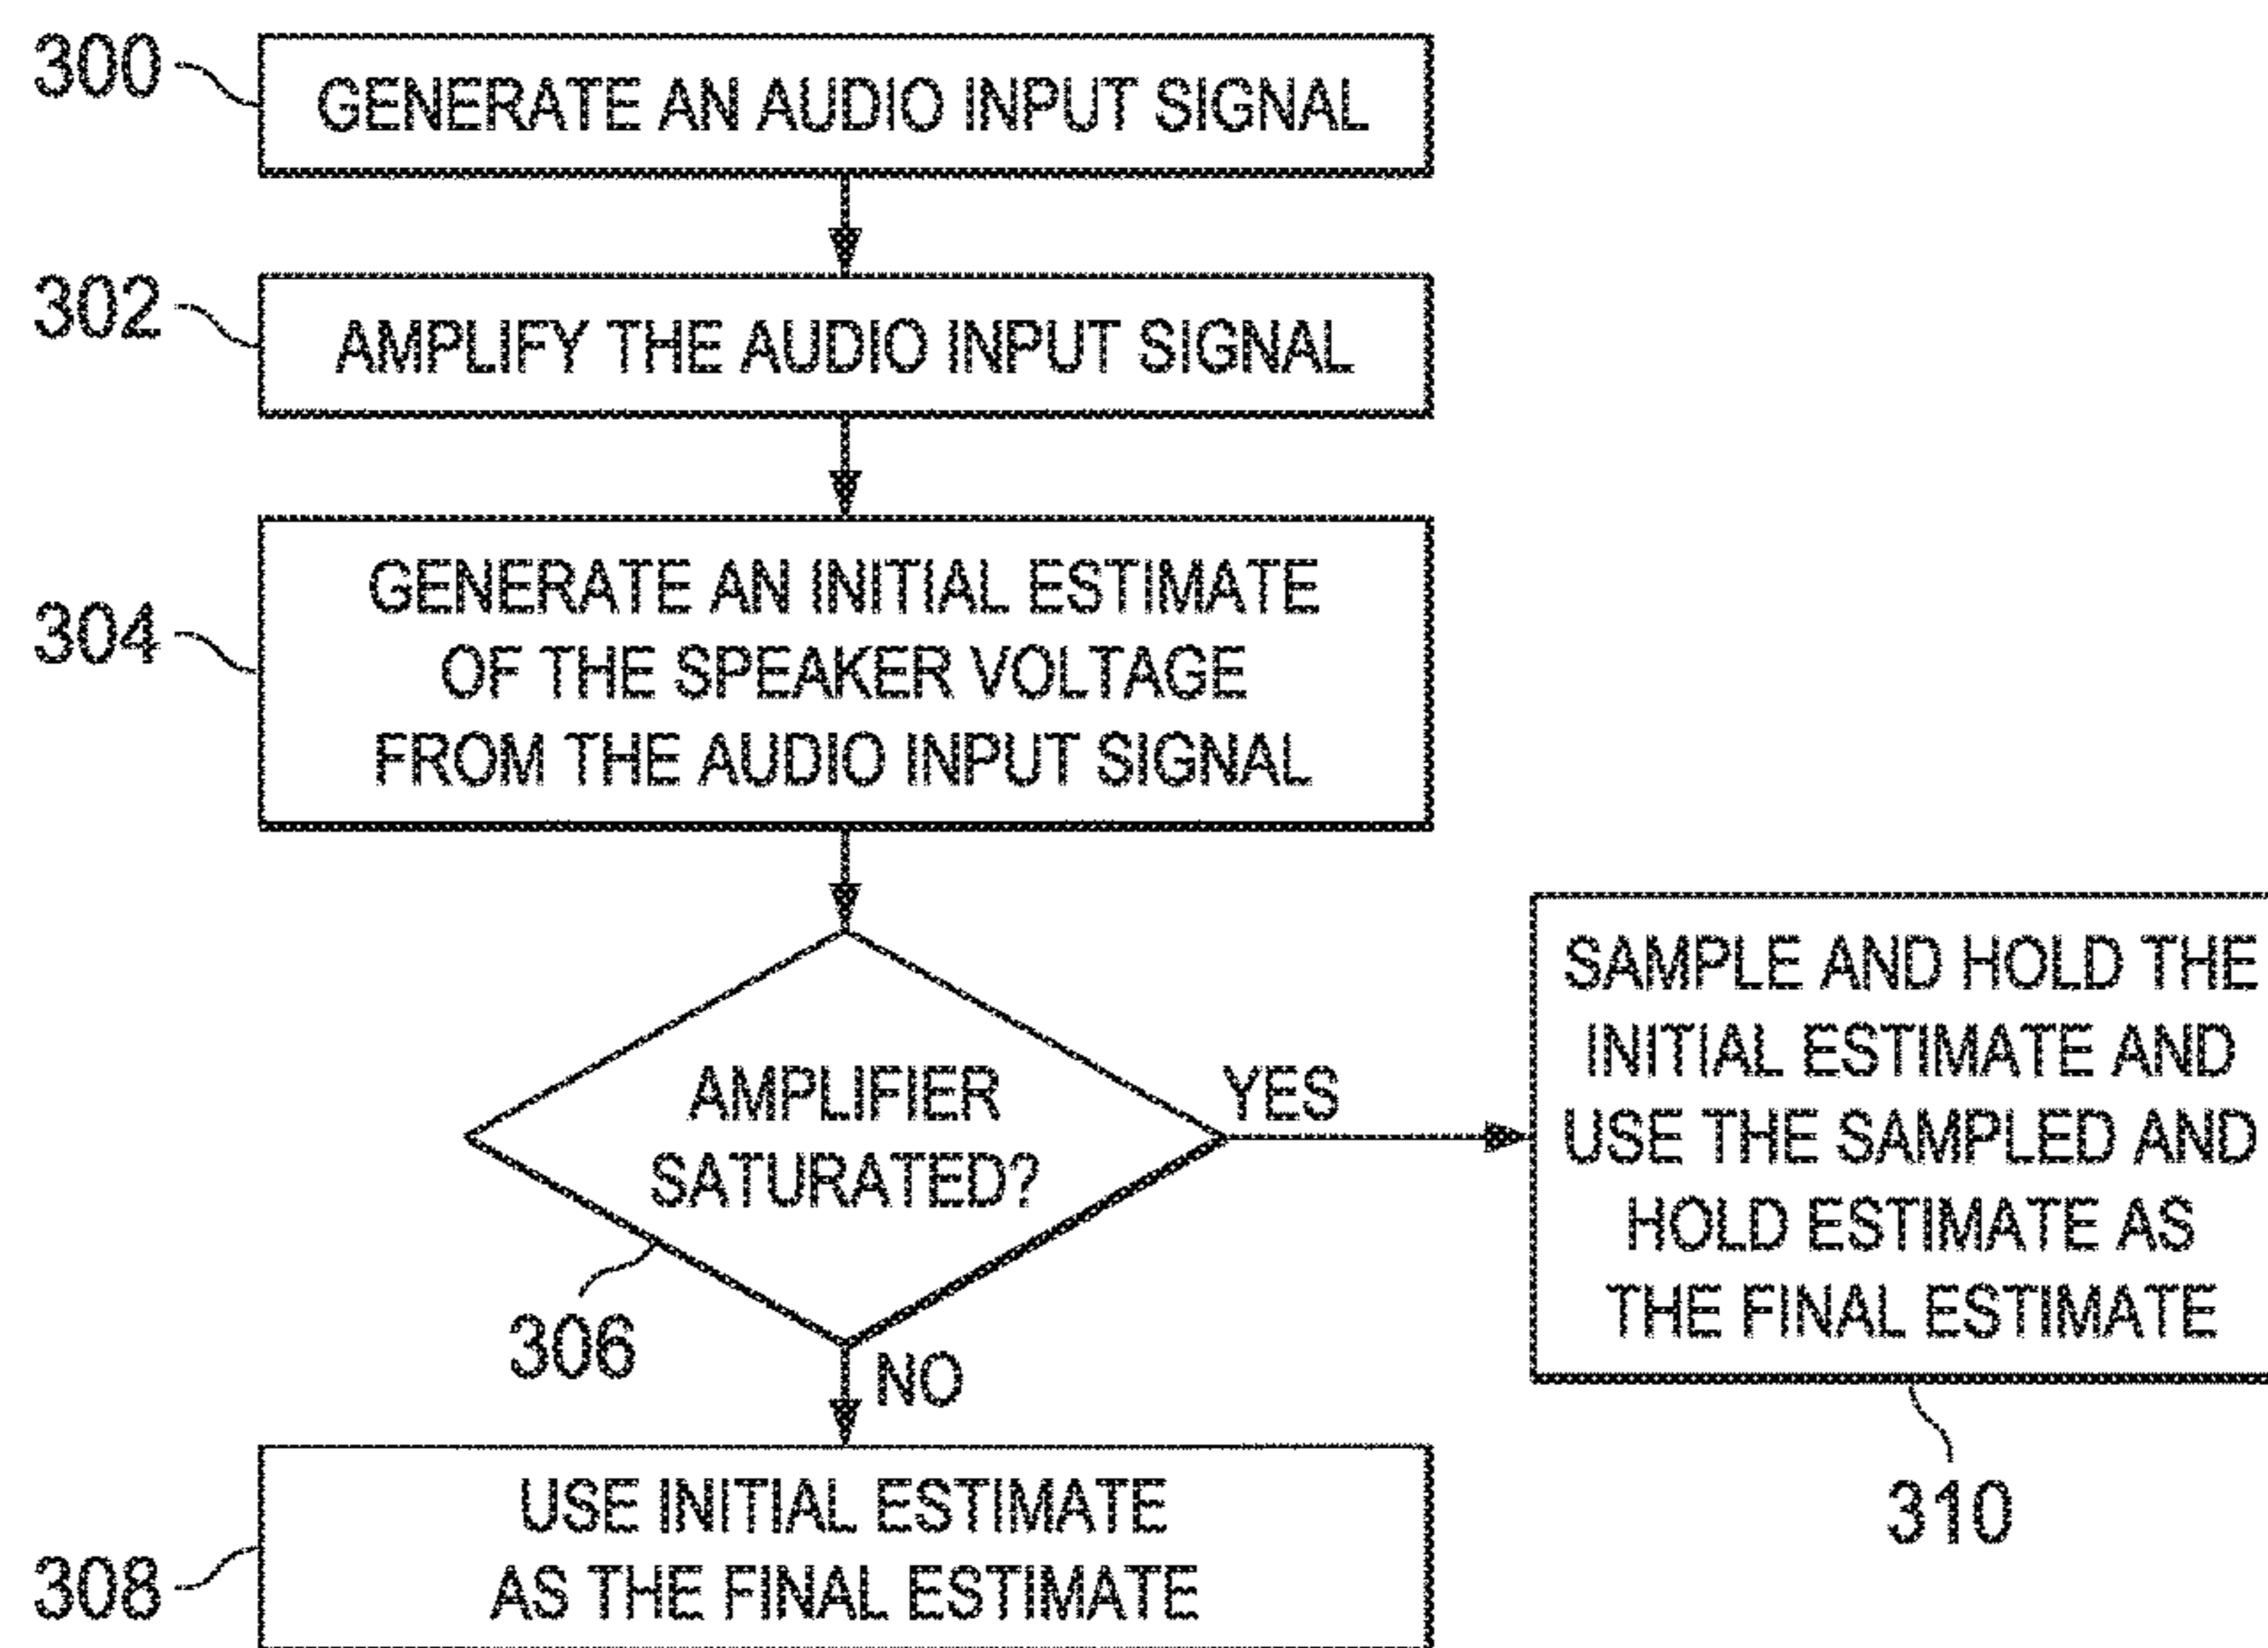 300
GENERATE AN AUDIO INPUT SIGNAL
302
AMPLIFY THE AUDIO INPUT SIGNAL
304
GENERATE AN INITIAL ESTIMATE
OF THE SPEAKER VOLTAGE
FROM THE AUDIO INPUT SIGNAL
AMPLIFIER
SATURATED?
306
YES
NO
SAMPLE AND HOLD THE
INITIAL ESTIMATE AND
USE THE SAMPLED AND
HOLD ESTIMATE AS
THE FINAL ESTIMATE
310
308
USE INITIAL ESTIMATE
AS THE FINAL ESTIMATE